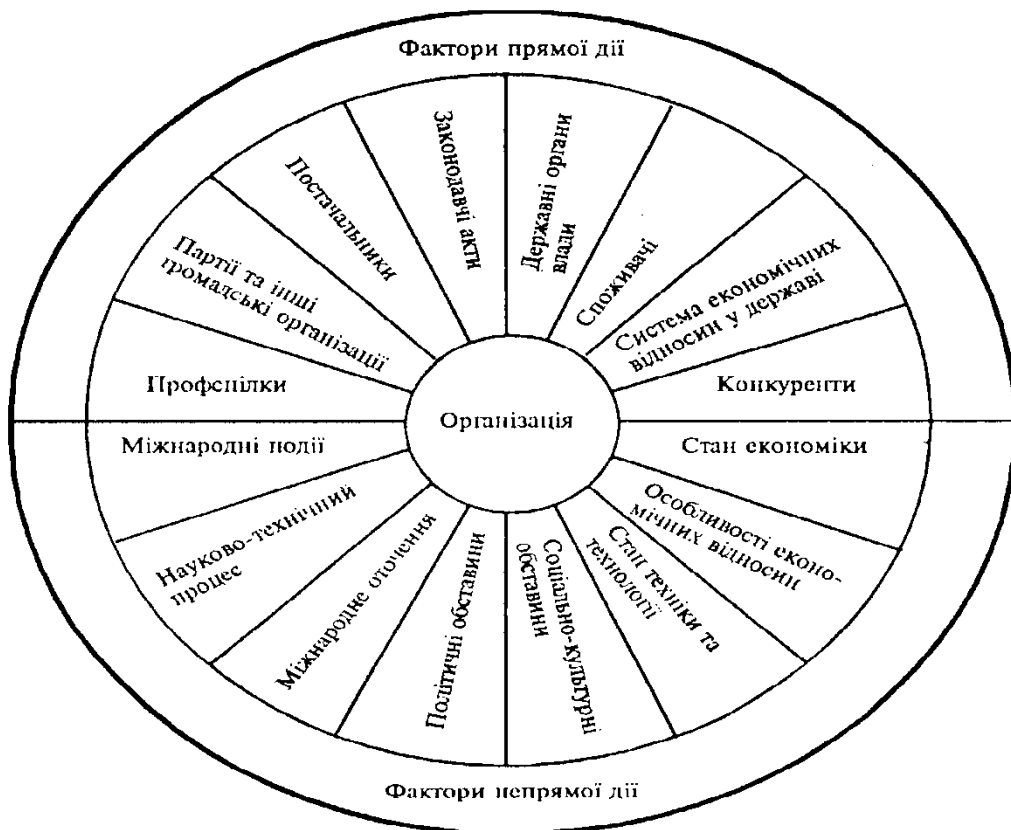 Фактори прямої дії
Профспілки
Партії та інші
громадські організації
Постачальники
Законодавчі акти
Державні органи
влади
Споживачі
Система економічних
відносин у державі
Конкуренти
Організація
Міжнародні події
Науково-технічний
процес
Міжнародне оточення
Політичні обставини
Соціально-культурні
обставини
Стан техніки та
технології
Особливості еконо-
мічних відносин
Стан економіки
Фактори непрямої дії